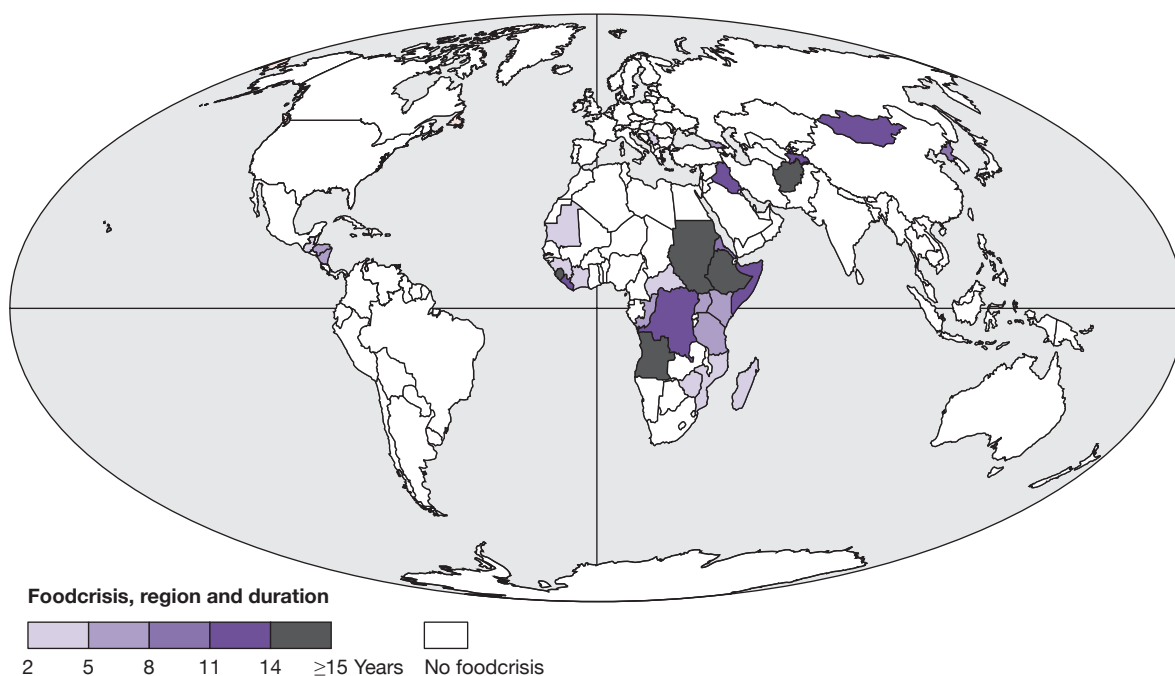 Foodcrisis, region and duration
2 5 8 11 14 ≥15 Years No foodcrisis